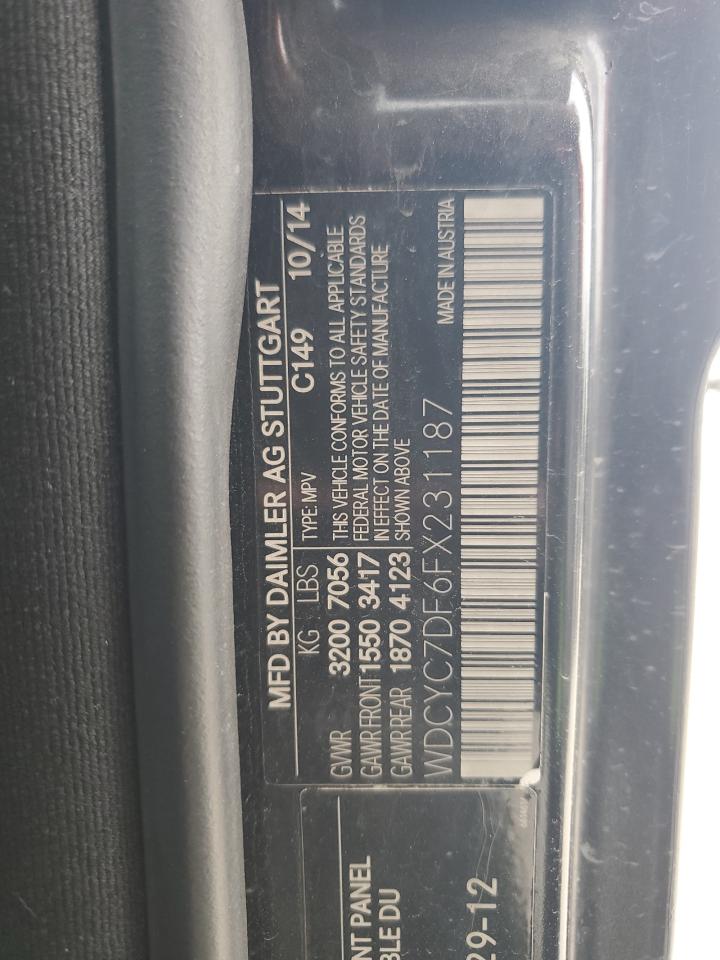 MFD BY DAIMLER AG STUTTGART
KG LBS TYPE: MPV C149 10/14
GVWR 3200 7056 THIS VEHICLE CONFORMS TO ALL APPLICABLE
GAWR FRONT 1550 3417 FEDERAL MOTOR VEHICLE SAFETY STANDARDS
GAWR REAR 1870 4123 IN EFFECT ON THE DATE OF MANUFACTURE
SHOWN ABOVE
WDCYC7DF6FX231187 MADE IN AUSTRIA
NT PANEL
BLE DU
29-12